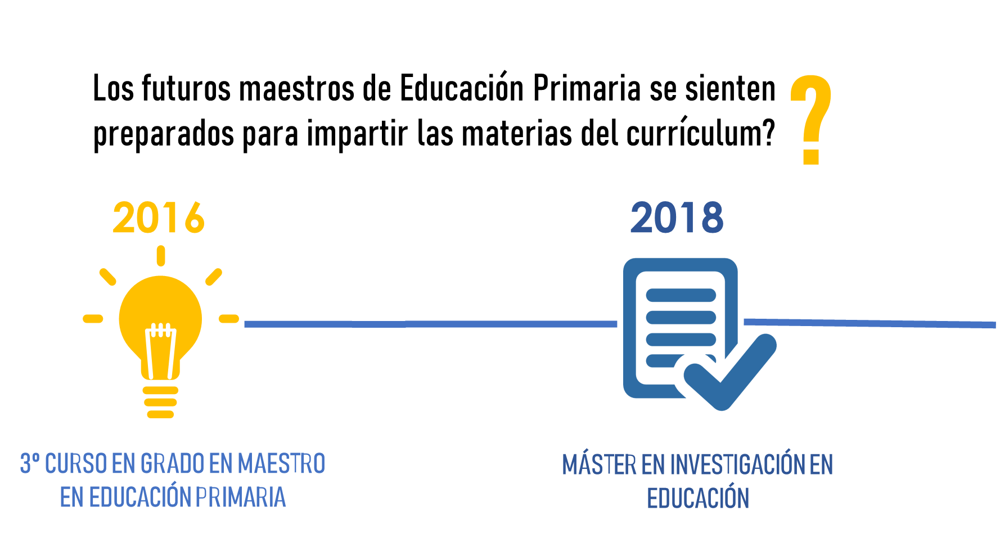 Los futuros maestros de Educación Primaria se sienten
preparados para impartir las materias del currículum?
?
2016
2018
3º CURSO EN GRADO EN MAESTRO
EN EDUCACIÓN PRIMARIA
MÁSTER EN INVESTIGACIÓN EN
EDUCACIÓN